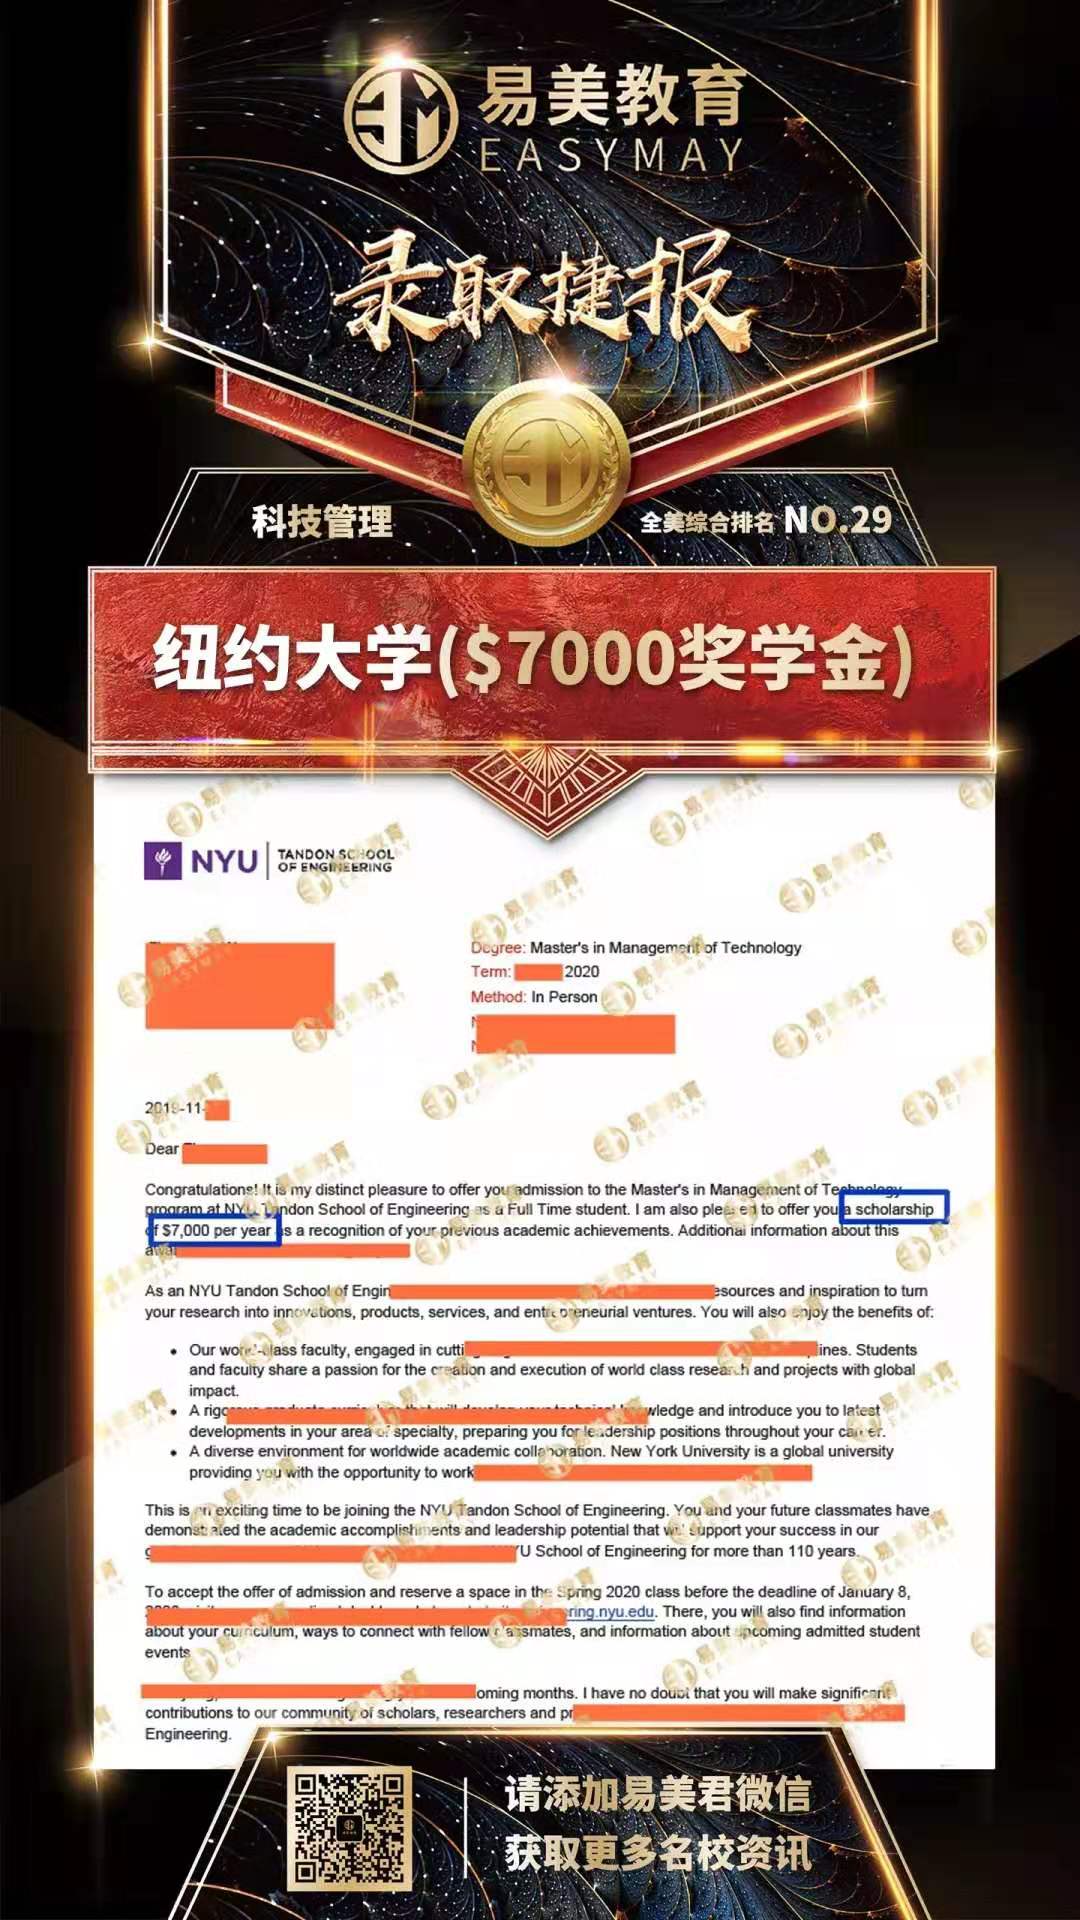 易美教育
EASYMAY
录取捷报
科技管理
全美综合排名 NO.29
纽约大学($7000奖学金)
NYU TANDON SCHOOL
OF ENGINEERING
Degree: Master's in Management of Technology
Term: 2020
Method: In Person
2019-11-
Dear
Congratulations! It is my distinct pleasure to offer you admission to the Master's in Management of Technology
program at NYU Tandon School of Engineering as a Full Time student. I am also pleased to offer you a scholarship
of $7,000 per year as a recognition of your previous academic achievements. Additional information about this
As an NYU Tandon School of Engin esources and inspiration to turn
your research into innovations, products, services, and entrepreneurial ventures. You will also enjoy the benefits of:
• Our world-class faculty, engaged in cutti lines. Students
and faculty share a passion for the creation and execution of world class research and projects with global
impact.
• A rigo wledge and introduce you to latest
developments in your area of specialty, preparing you for leadership positions throughout your career.
• A diverse environment for worldwide academic collaboration. New York University is a global university
providing you with the opportunity to work
This is an exciting time to be joining the NYU Tandon School of Engineering. You and your future classmates have
demonstrated the academic accomplishments and leadership potential that will support your success in our
YU School of Engineering for more than 110 years.
To accept the offer of admission and reserve a space in the Spring 2020 class before the deadline of January 8,
ering.nyu.edu. There, you will also find information
about your curriculum, ways to connect with fellow classmates, and information about upcoming admitted student
events
oming months. I have no doubt that you will make significant
contributions to our community of scholars, researchers and pr
Engineering.
请添加易美君微信
获取更多名校资讯